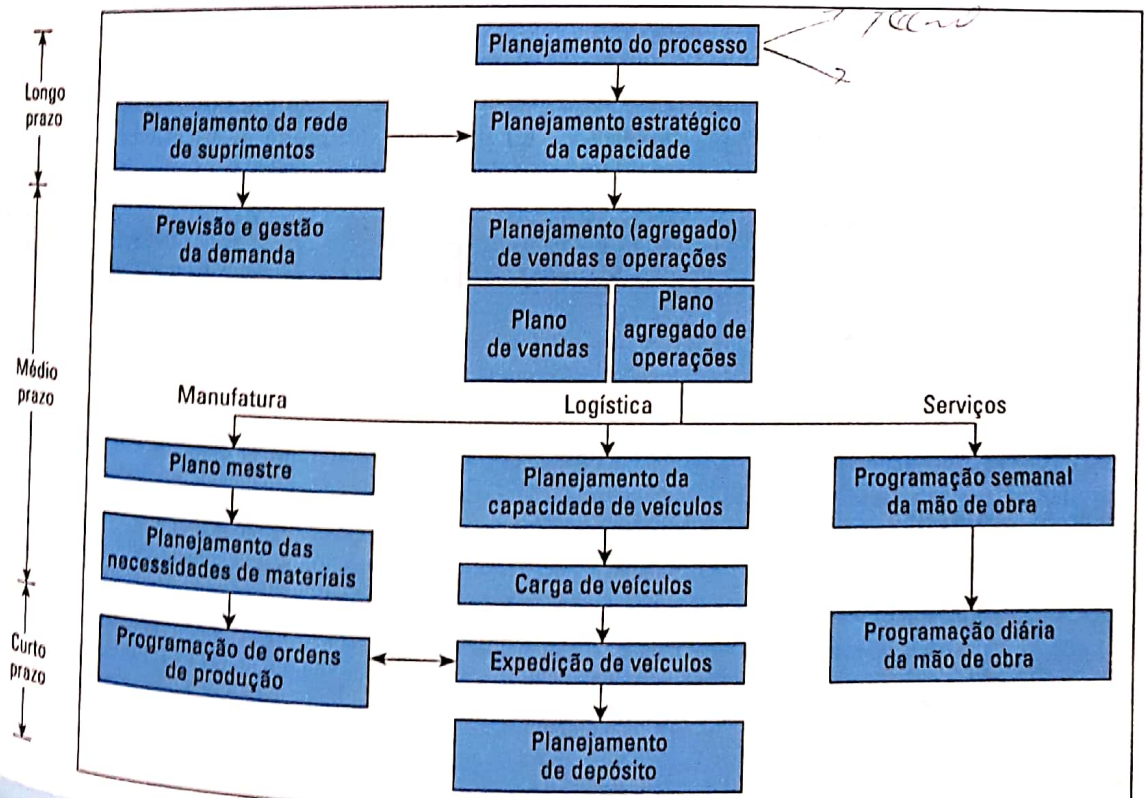 Planejamento do processo
Longo
prazo
Planejamento da rede
de suprimentos
Planejamento estratégico
da capacidade
Previsão e gestão
da demanda
Planejamento (agregado)
de vendas e operações
Plano
de vendas
Plano
agregado de
operações
Médio
prazo
Manufatura
Logística
Serviços
Plano mestre
Planejamento da
capacidade de veículos
Programação semanal
da mão de obra
Planejamento das
necessidades de materiais
Carga de veículos
Curto
prazo
Programação de ordens
de produção
Expedição de veículos
Programação diária
da mão de obra
Planejamento
de depósito